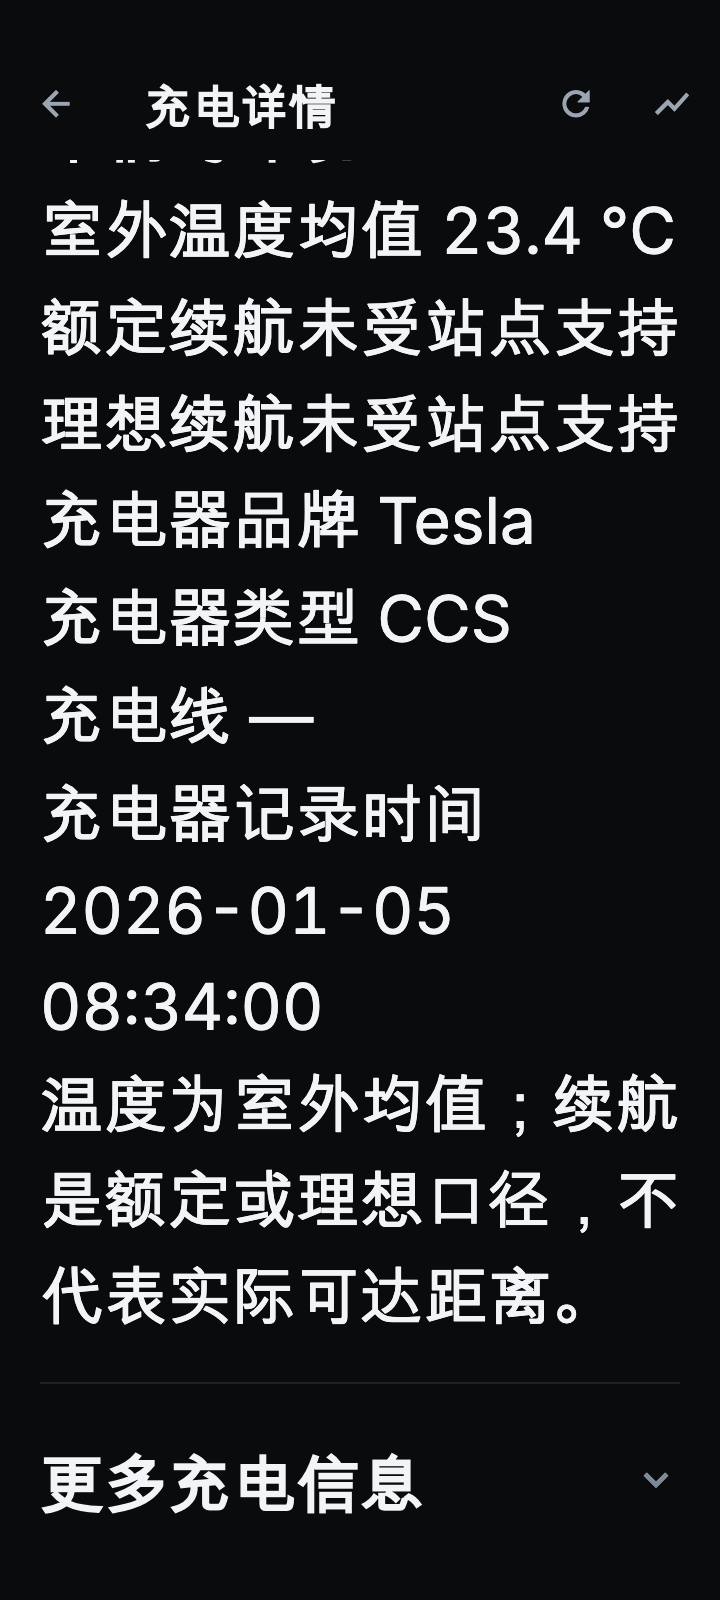 充电详情
室外温度均值 23.4 °C
额定续航未受站点支持
理想续航未受站点支持
充电器品牌 Tesla
充电器类型 CCS
充电线 —
充电器记录时间
2026-01-05
08:34:00
温度为室外均值；续航
是额定或理想口径，不
代表实际可达距离。
更多充电信息